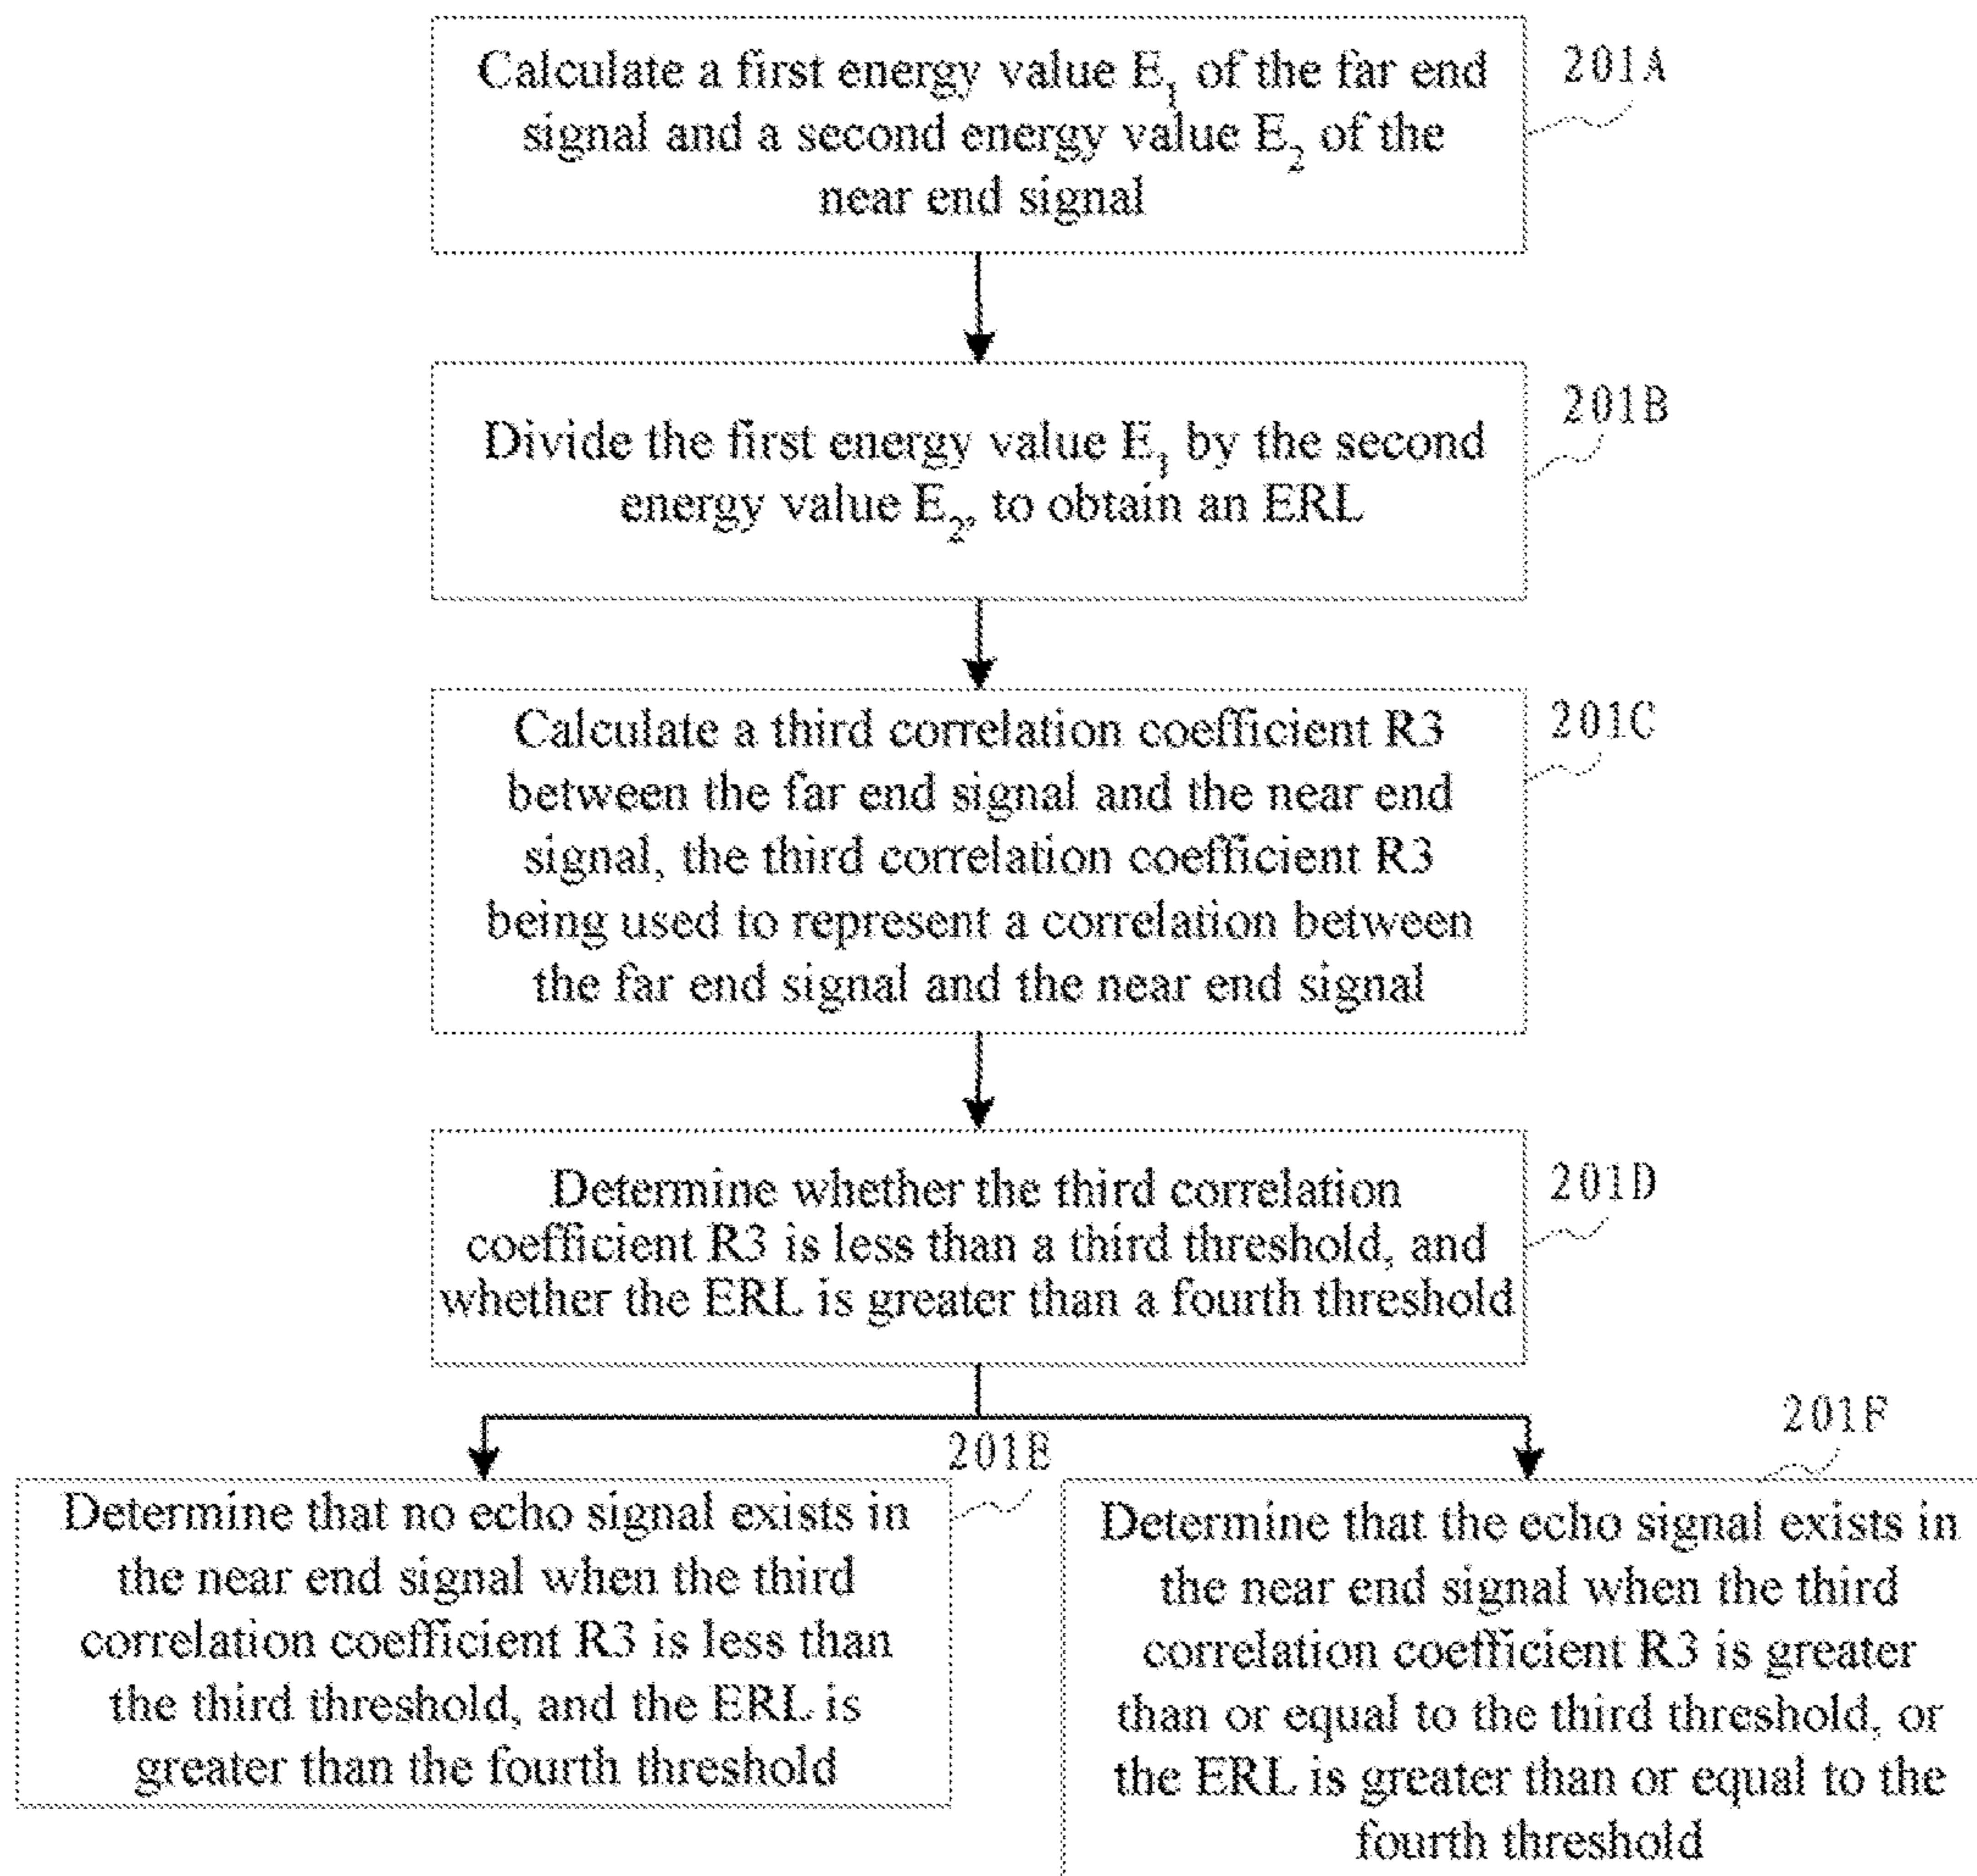 Calculate a first energy value E₁ of the far end
signal and a second energy value E₂ of the
near end signal
201A
Divide the first energy value E₁ by the second
energy value E₂, to obtain an ERL
201B
Calculate a third correlation coefficient R3
between the far end signal and the near end
signal, the third correlation coefficient R3
being used to represent a correlation between
the far end signal and the near end signal
201C
Determine whether the third correlation
coefficient R3 is less than a third threshold, and
whether the ERL is greater than a fourth threshold
201D
Determine that no echo signal exists in
the near end signal when the third
correlation coefficient R3 is less than
the third threshold, and the ERL is
greater than the fourth threshold
201E
Determine that the echo signal exists in
the near end signal when the third
correlation coefficient R3 is greater
than or equal to the third threshold, or
the ERL is greater than or equal to the
fourth threshold
201F